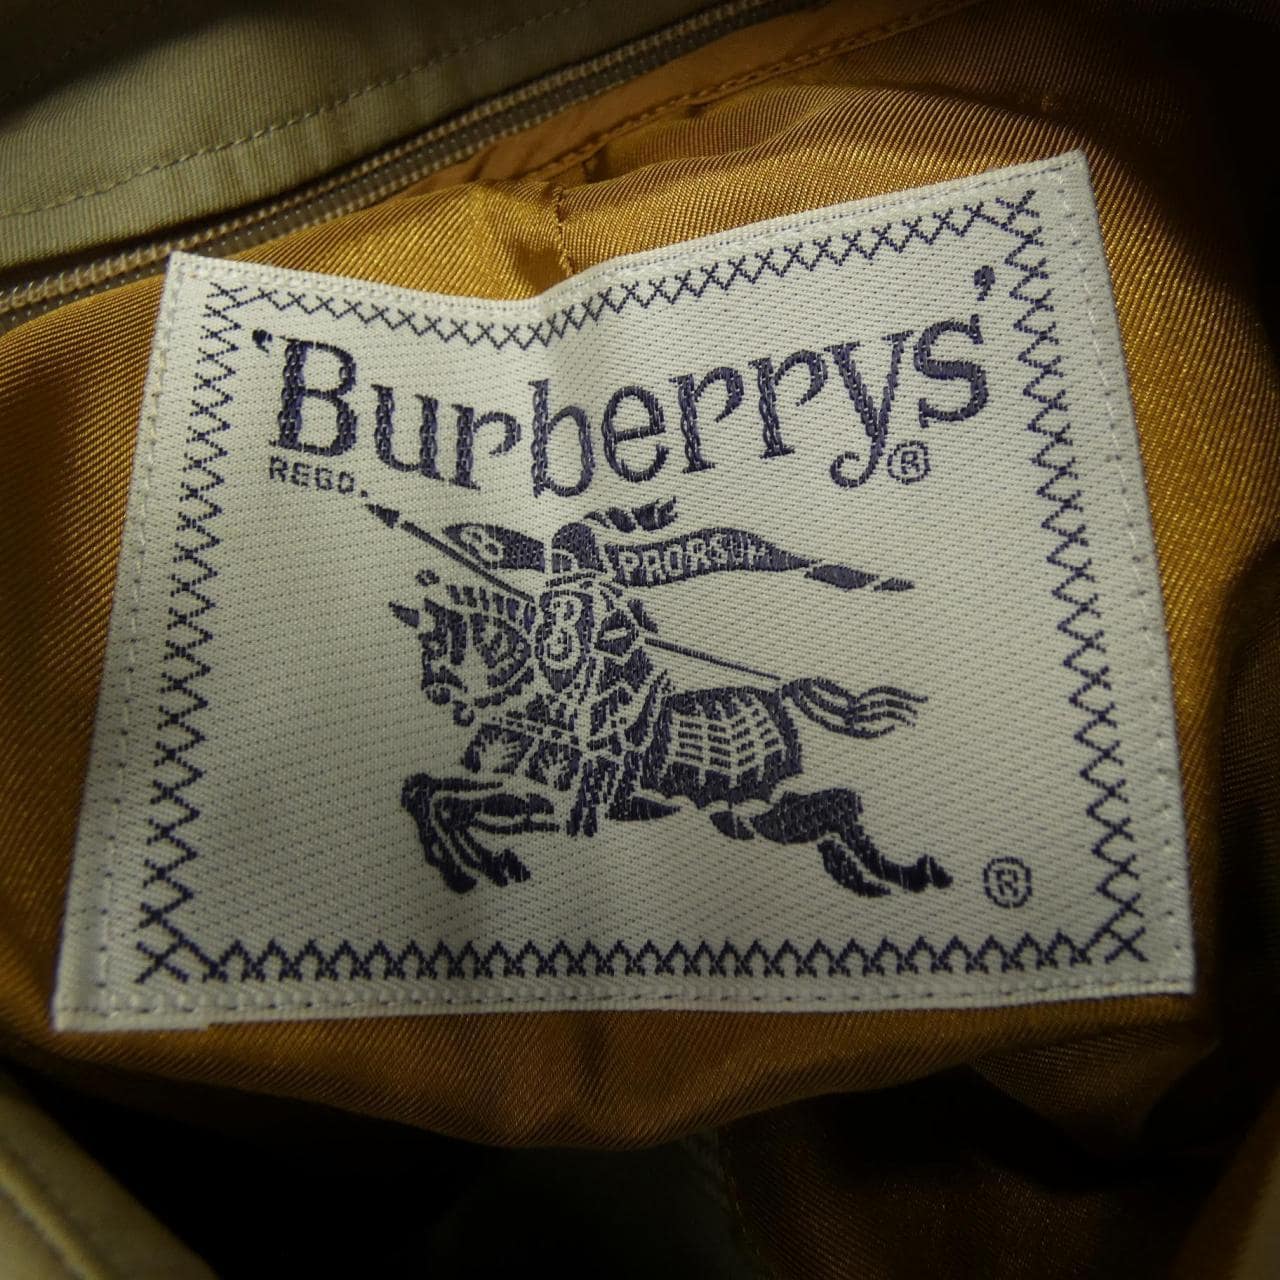 'Burberrys'
REGD. ®
B PRORSUM
B
®